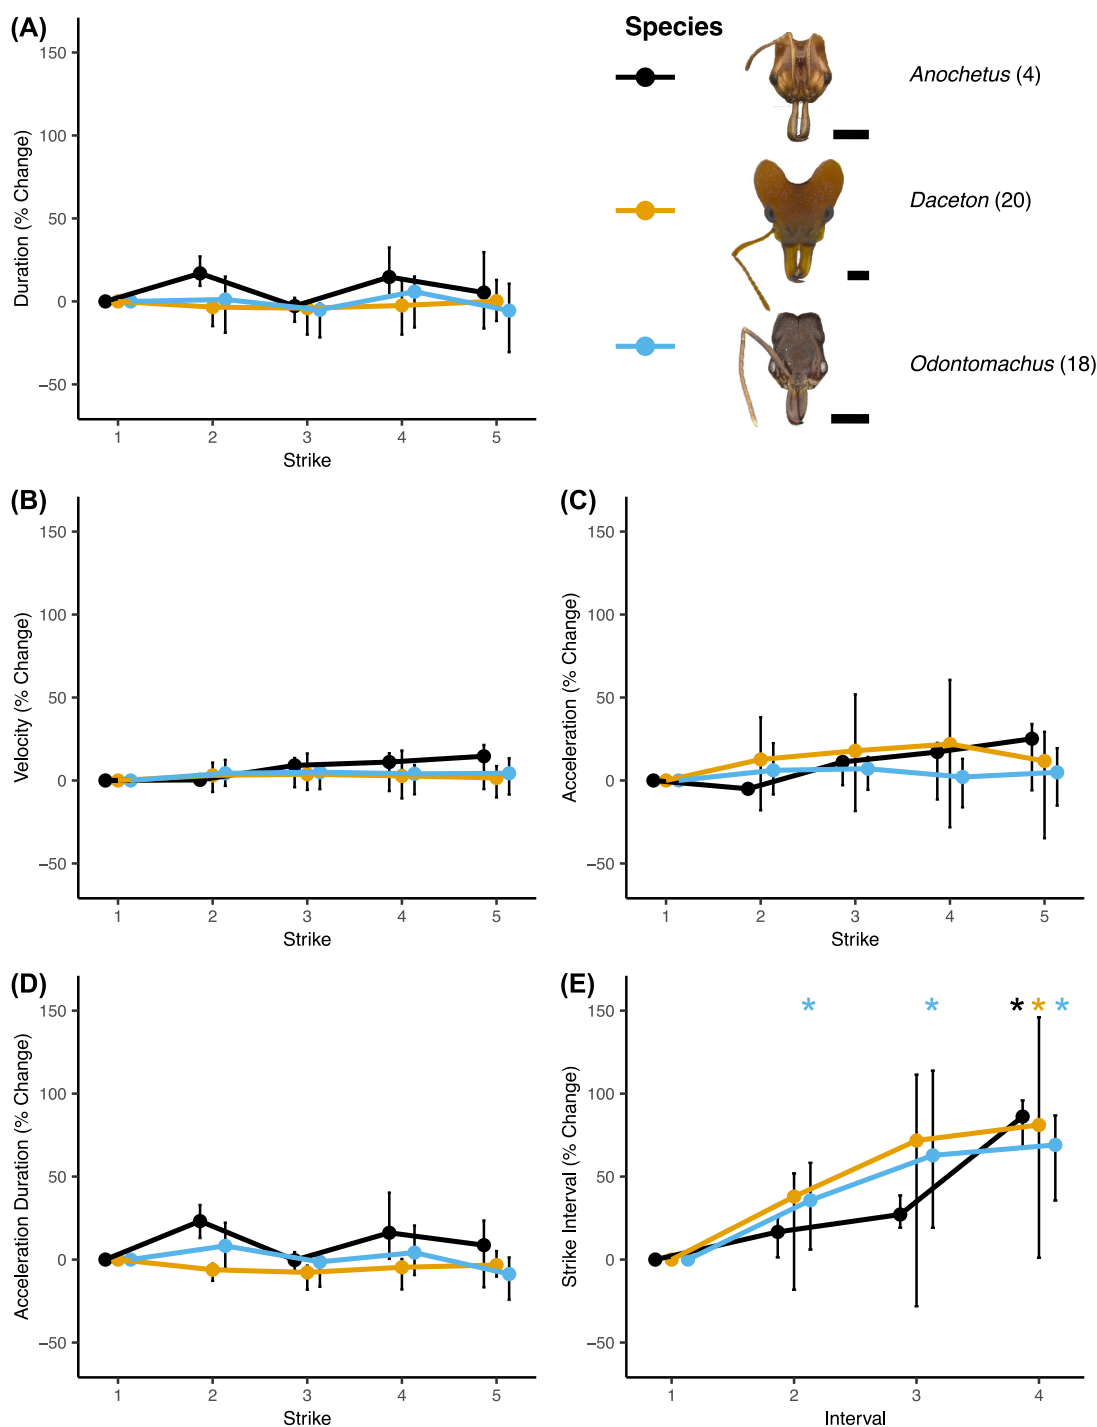 (A)
150
100
50
0
−50
Duration (% Change)
1 2 3 4 5
Strike
Species
Anochetus (4)
Daceton (20)
Odontomachus (18)
(B)
150
100
50
0
−50
Velocity (% Change)
1 2 3 4 5
Strike
(C)
150
100
50
0
−50
Acceleration (% Change)
1 2 3 4 5
Strike
(D)
150
100
50
0
−50
Acceleration Duration (% Change)
1 2 3 4 5
Strike
(E)
* * * * *
150
100
50
0
−50
Strike Interval (% Change)
1 2 3 4
Interval